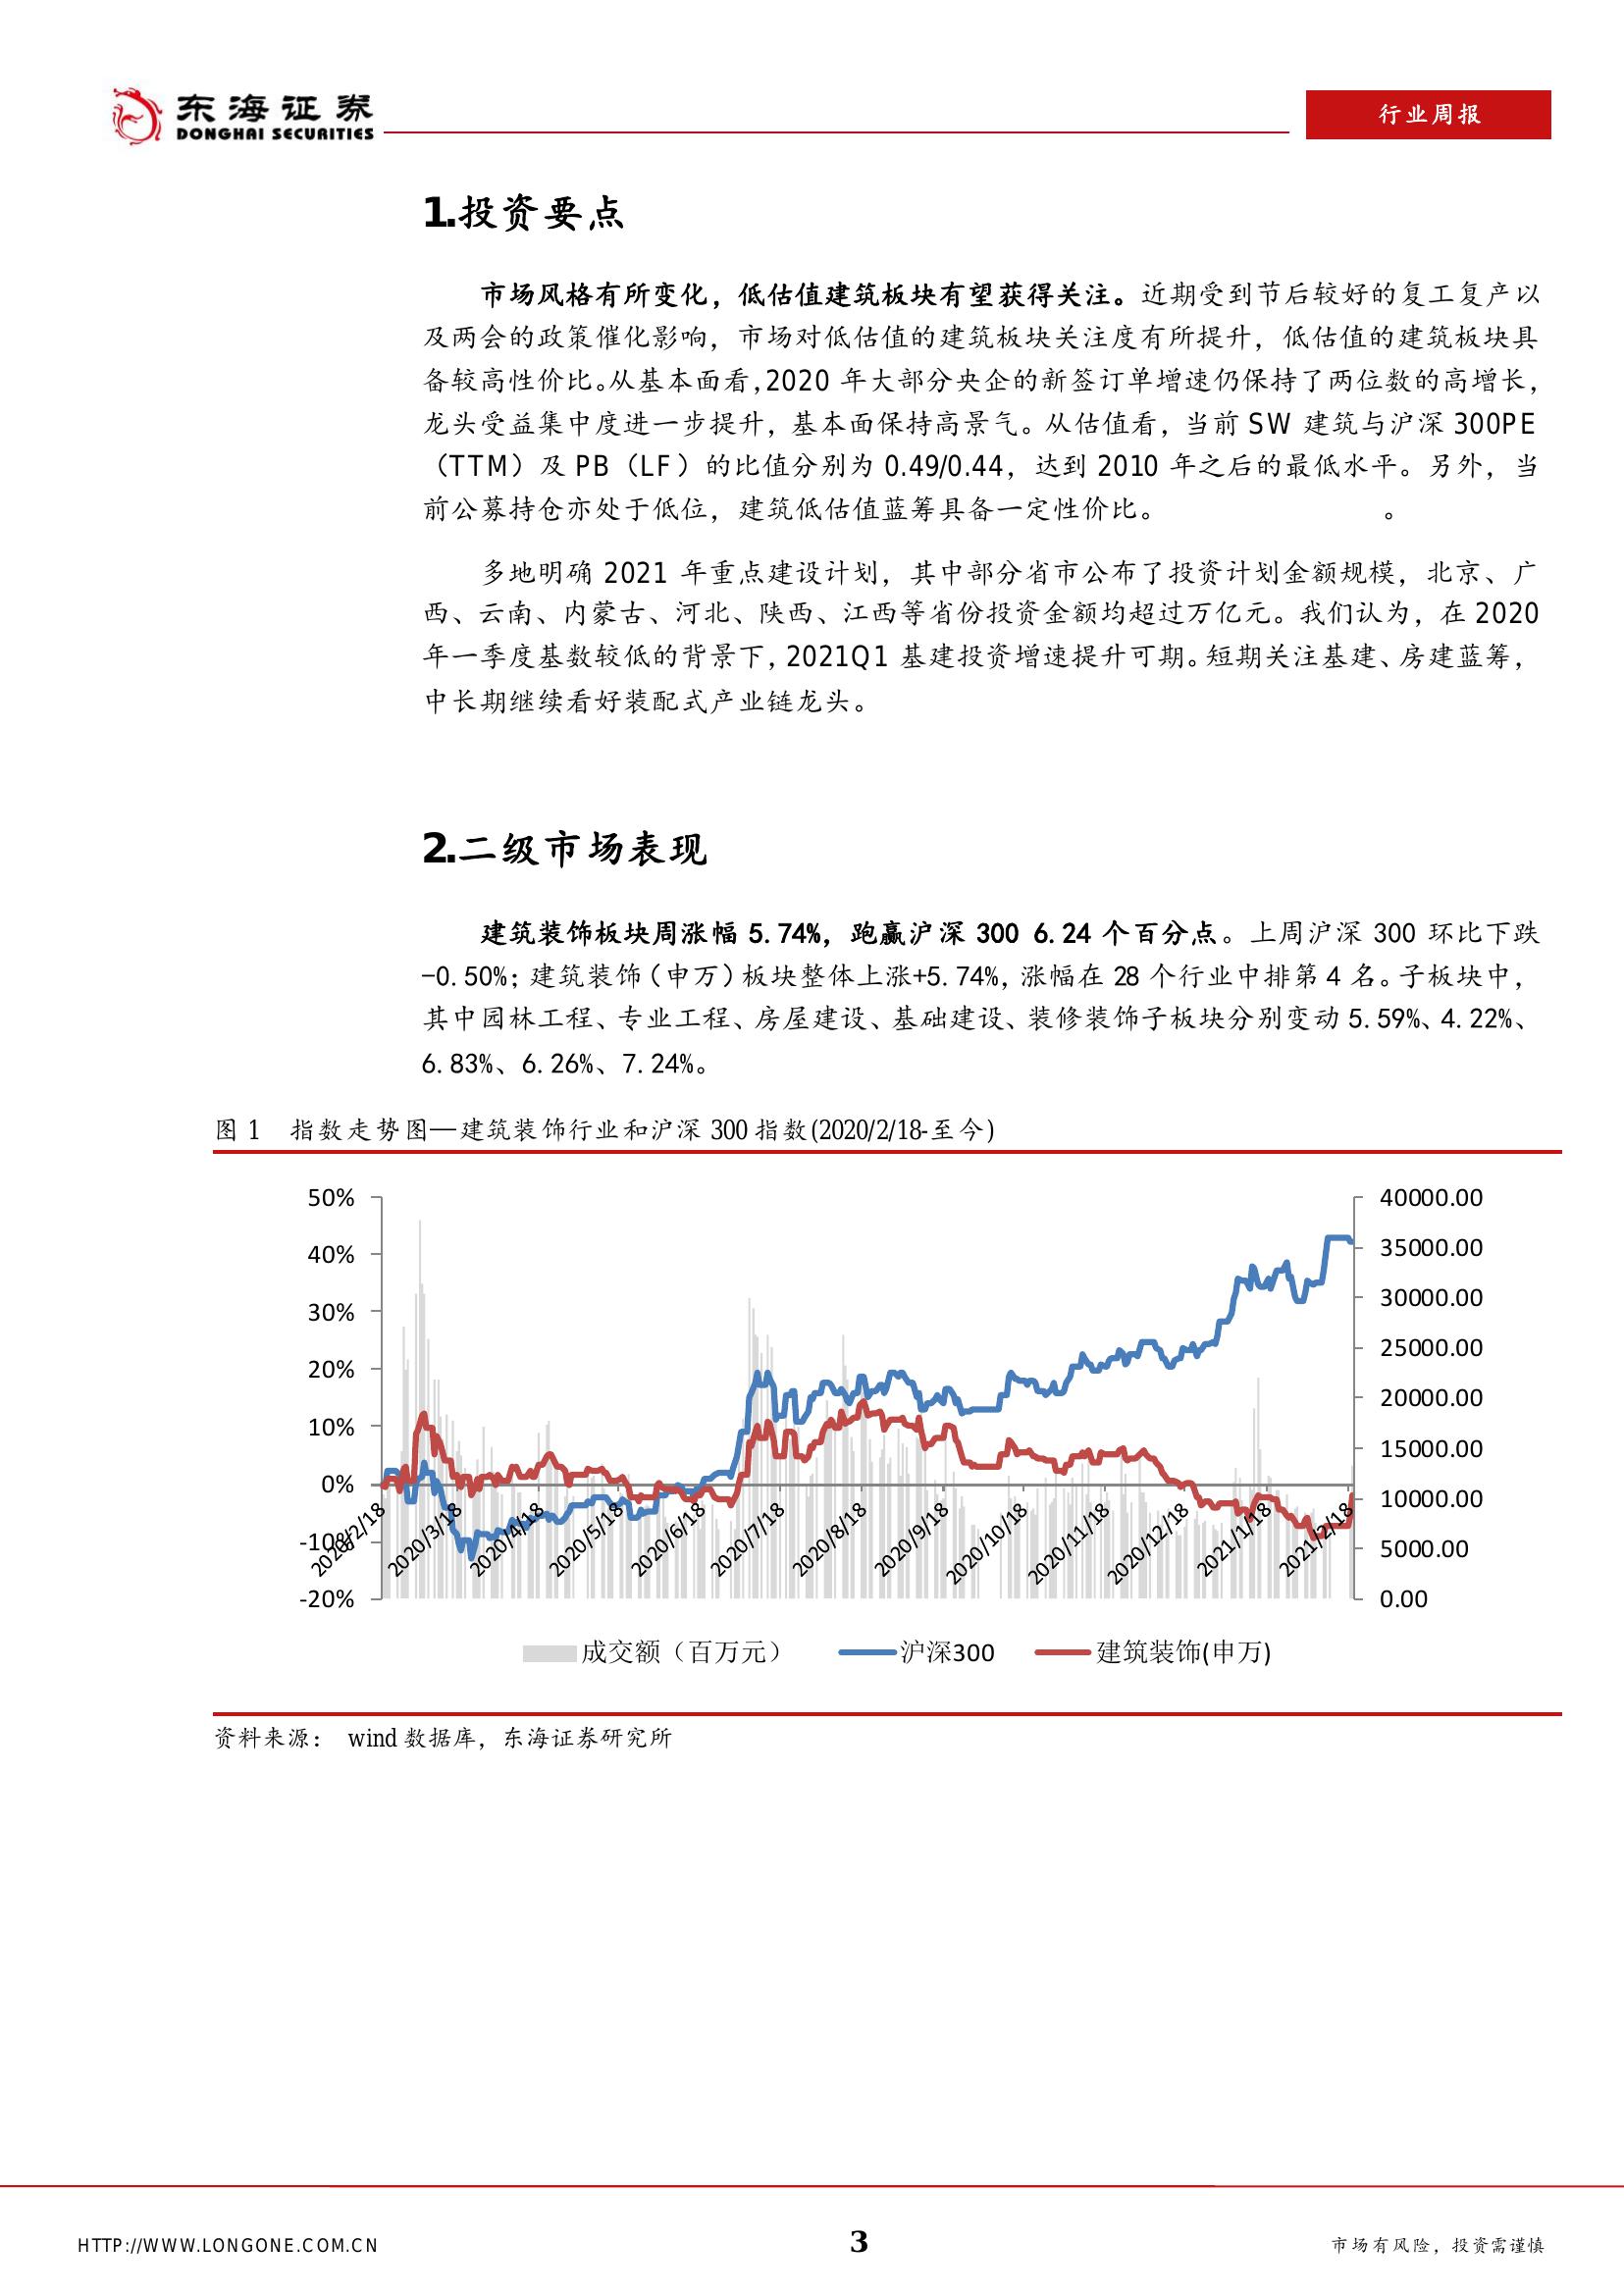 东海证券
DONGHAI SECURITIES
行业周报
1.投资要点
市场风格有所变化，低估值建筑板块有望获得关注。近期受到节后较好的复工复产以
及两会的政策催化影响，市场对低估值的建筑板块关注度有所提升，低估值的建筑板块具
备较高性价比。从基本面看，2020 年大部分央企的新签订单增速仍保持了两位数的高增长，
龙头受益集中度进一步提升，基本面保持高景气。从估值看，当前 SW 建筑与沪深 300PE
（TTM）及 PB（LF）的比值分别为 0.49/0.44，达到 2010 年之后的最低水平。另外，当
前公募持仓亦处于低位，建筑低估值蓝筹具备一定性价比。 。
多地明确 2021 年重点建设计划，其中部分省市公布了投资计划金额规模，北京、广
西、云南、内蒙古、河北、陕西、江西等省份投资金额均超过万亿元。我们认为，在 2020
年一季度基数较低的背景下，2021Q1 基建投资增速提升可期。短期关注基建、房建蓝筹，
中长期继续看好装配式产业链龙头。
2.二级市场表现
建筑装饰板块周涨幅 5.74%，跑赢沪深 300 6.24 个百分点。上周沪深 300 环比下跌
-0.50%；建筑装饰（申万）板块整体上涨+5.74%，涨幅在 28 个行业中排第 4 名。子板块中，
其中园林工程、专业工程、房屋建设、基础建设、装修装饰子板块分别变动 5.59%、4.22%、
6.83%、6.26%、7.24%。
图 1 指数走势图—建筑装饰行业和沪深 300 指数(2020/2/18-至今)
50%
40%
30%
20%
10%
0%
-10%
-20%
40000.00
35000.00
30000.00
25000.00
20000.00
15000.00
10000.00
5000.00
0.00
2020/2/18
2020/3/18
2020/4/18
2020/5/18
2020/6/18
2020/7/18
2020/8/18
2020/9/18
2020/10/18
2020/11/18
2020/12/18
2021/1/18
2021/2/18
成交额（百万元） 沪深300 建筑装饰(申万)
资料来源： wind 数据库，东海证券研究所
HTTP://WWW.LONGONE.COM.CN
3
市场有风险，投资需谨慎